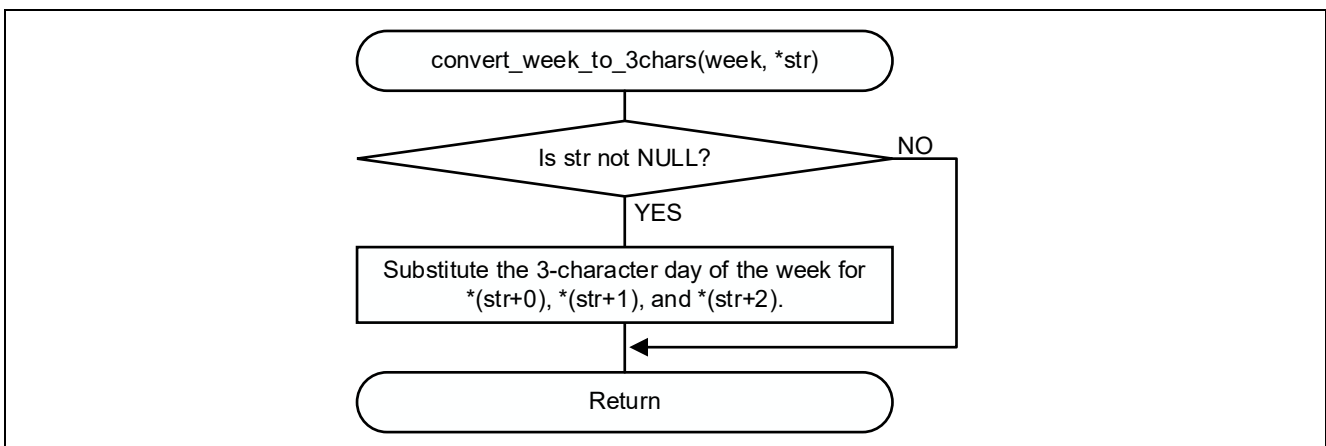 convert_week_to_3chars(week, *str)
Is str not NULL?
NO
YES
Substitute the 3-character day of the week for
*(str+0), *(str+1), and *(str+2).
Return